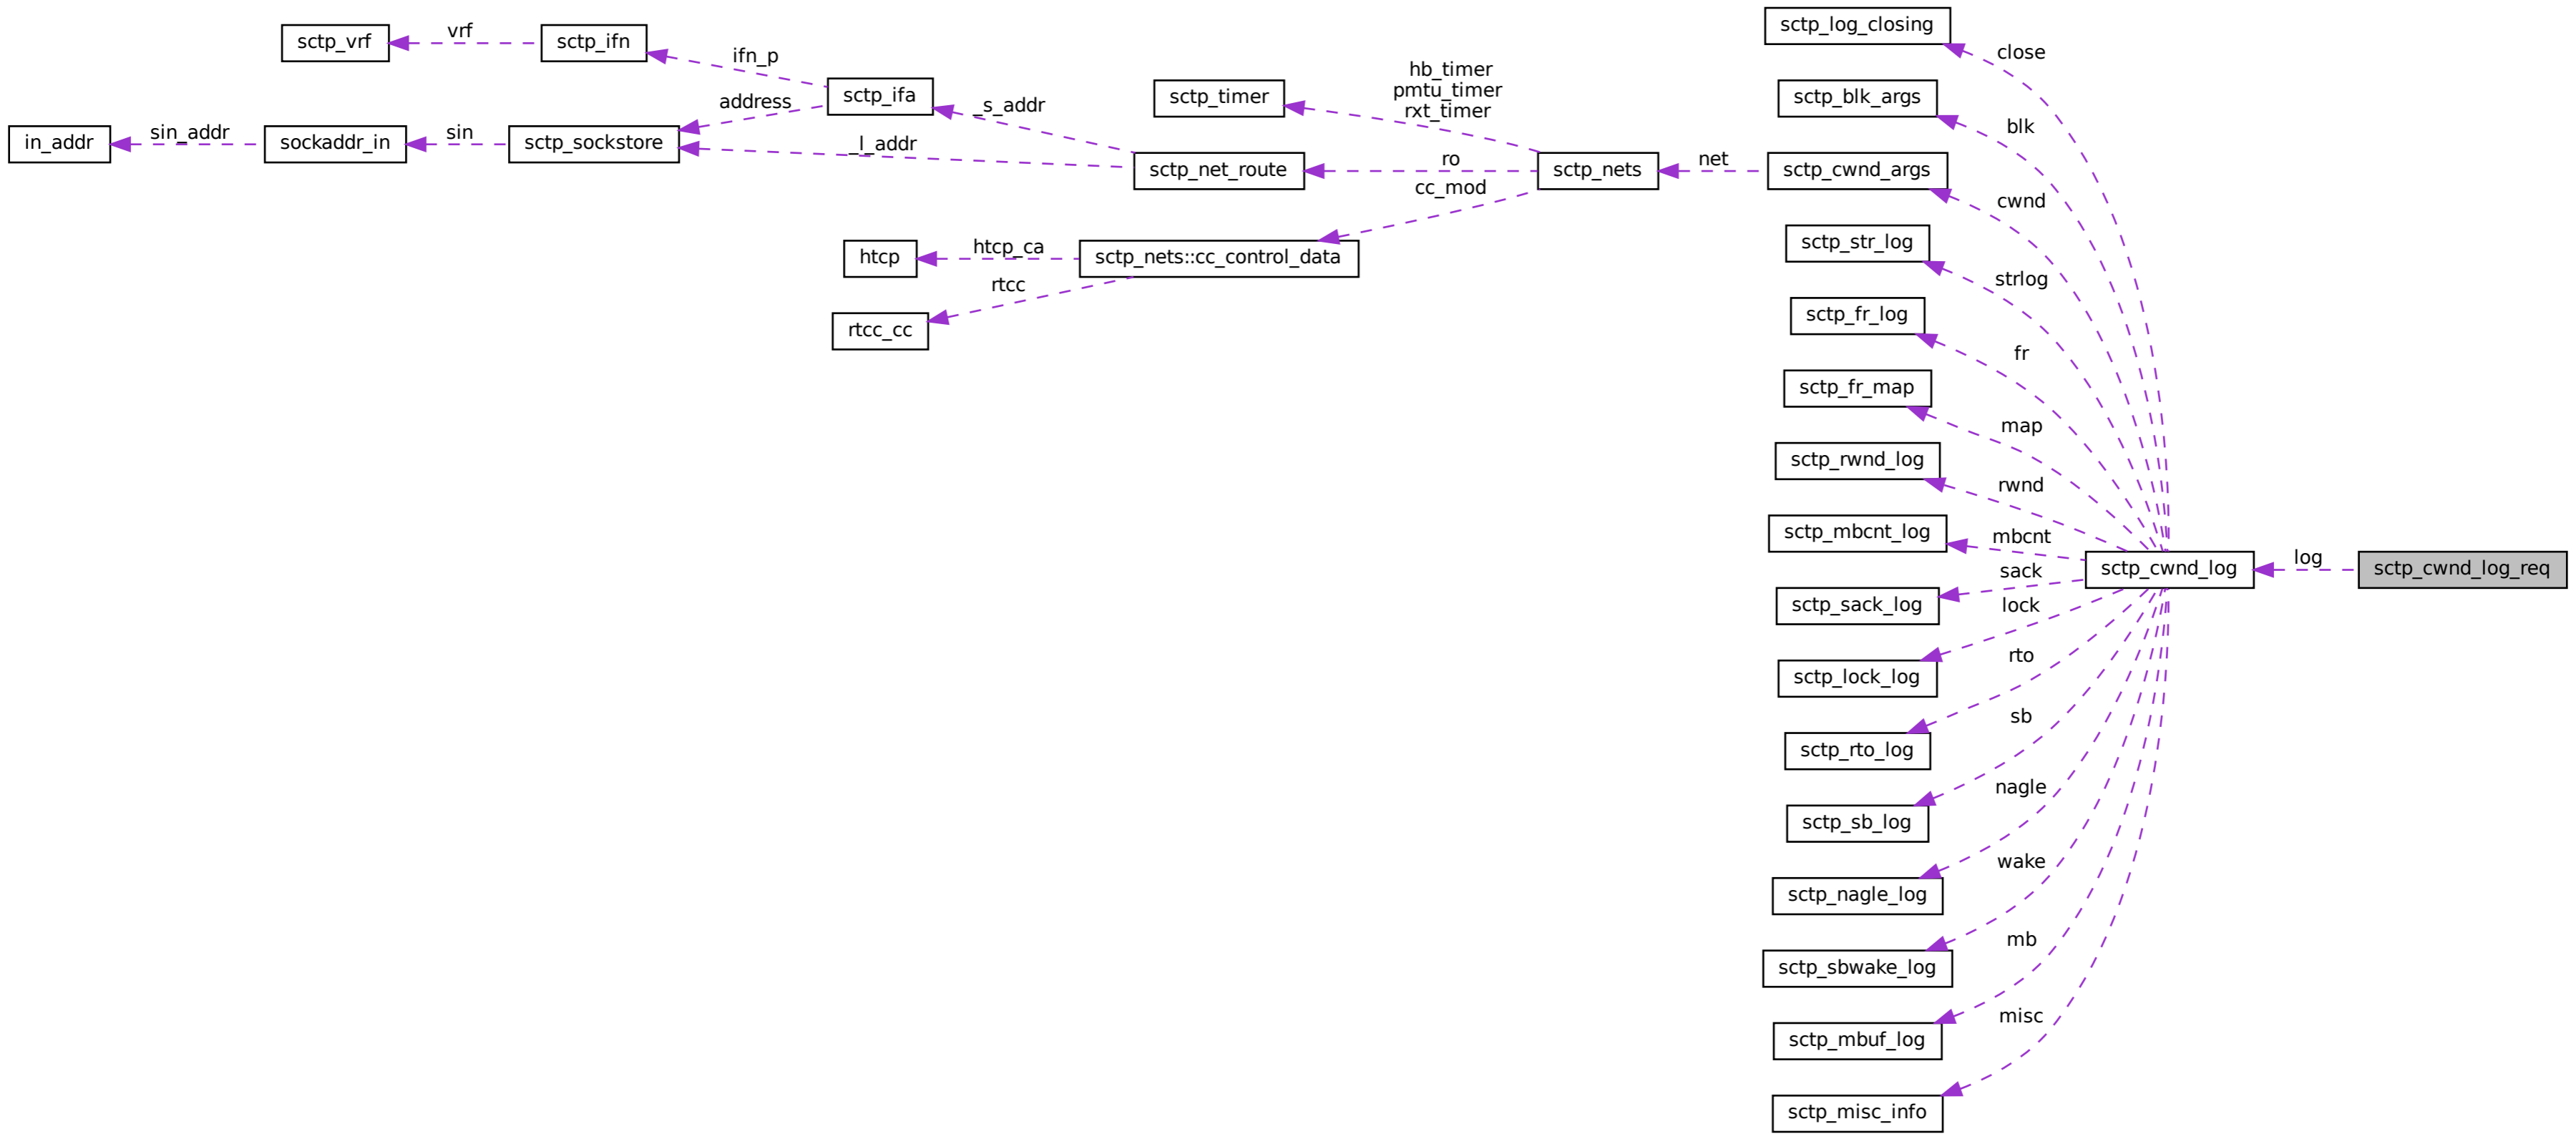 sctp_log_closing
close
vrf
sctp_vrf
sctp_ifn
ifn_p
hb_timer
pmtu_timer
rxt_timer
sctp_ifa
address
_s_addr
sctp_timer
sctp_blk_args
blk
in_addr
sin_addr
sockaddr_in
sin
sctp_sockstore
_l_addr
sctp_net_route
ro
cc_mod
sctp_nets
net
sctp_cwnd_args
cwnd
htcp
htcp_ca
sctp_nets::cc_control_data
rtcc
rtcc_cc
sctp_str_log
strlog
sctp_fr_log
fr
sctp_fr_map
map
sctp_rwnd_log
rwnd
sctp_mbcnt_log
mbcnt
sctp_cwnd_log
log
sctp_cwnd_log_req
sack
sctp_sack_log
lock
sctp_lock_log
rto
sctp_rto_log
sb
sctp_sb_log
nagle
sctp_nagle_log
wake
sctp_sbwake_log
mb
sctp_mbuf_log
misc
sctp_misc_info